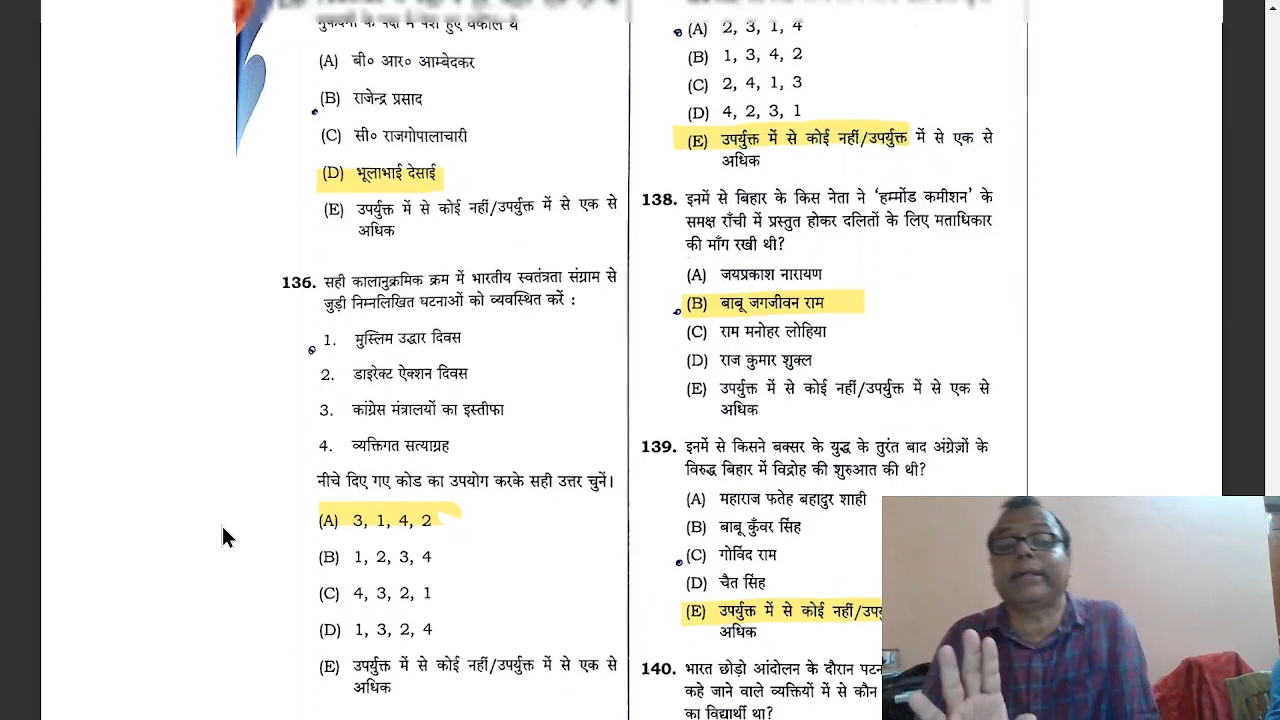 मुकदमों के पक्ष में पेश हुए वकील थे
(A) बी० आर० आम्बेदकर
(B) राजेन्द्र प्रसाद
(C) सी० राजगोपालाचारी
(D) भूलाभाई देसाई
(E) उपर्युक्त में से कोई नहीं/उपर्युक्त में से एक से
अधिक
136. सही कालानुक्रमिक क्रम में भारतीय स्वतंत्रता संग्राम से
जुड़ी निम्नलिखित घटनाओं को व्यवस्थित करें :
1. मुस्लिम उद्धार दिवस
2. डाइरेक्ट ऐक्शन दिवस
3. कांग्रेस मंत्रालयों का इस्तीफा
4. व्यक्तिगत सत्याग्रह
नीचे दिए गए कोड का उपयोग करके सही उत्तर चुनें।
(A) 3, 1, 4, 2
(B) 1, 2, 3, 4
(C) 4, 3, 2, 1
(D) 1, 3, 2, 4
(E) उपर्युक्त में से कोई नहीं/उपर्युक्त में से एक से
अधिक
(A) 2, 3, 1, 4
(B) 1, 3, 4, 2
(C) 2, 4, 1, 3
(D) 4, 2, 3, 1
(E) उपर्युक्त में से कोई नहीं/उपर्युक्त में से एक से
अधिक
138. इनमें से बिहार के किस नेता ने ‘हम्मोंड कमीशन’ के
समक्ष राँची में प्रस्तुत होकर दलितों के लिए मताधिकार
की माँग रखी थी?
(A) जयप्रकाश नारायण
(B) बाबू जगजीवन राम
(C) राम मनोहर लोहिया
(D) राज कुमार शुक्ल
(E) उपर्युक्त में से कोई नहीं/उपर्युक्त में से एक से
अधिक
139. इनमें से किसने बक्सर के युद्ध के तुरंत बाद अंग्रेज़ों के
विरुद्ध बिहार में विद्रोह की शुरुआत की थी?
(A) महाराज फतेह बहादुर शाही
(B) बाबू कुँवर सिंह
(C) गोविंद राम
(D) चैत सिंह
(E) उपर्युक्त में से कोई नहीं/
अधिक
140. भारत छोड़ो आंदोलन के दौरान
कहे जाने वाले व्यक्तियों में से कौन
का विद्यार्थी था?